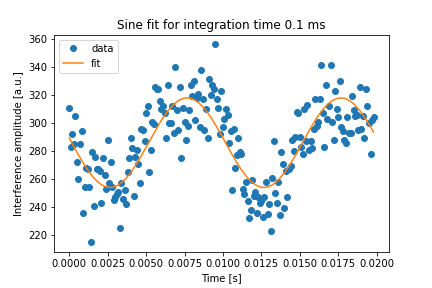 Sine fit for integration time 0.1 ms
data
fit
Interference amplitude [a.u.]
360
340
320
300
280
260
240
220
0.0000 0.0025 0.0050 0.0075 0.0100 0.0125 0.0150 0.0175 0.0200
Time [s]